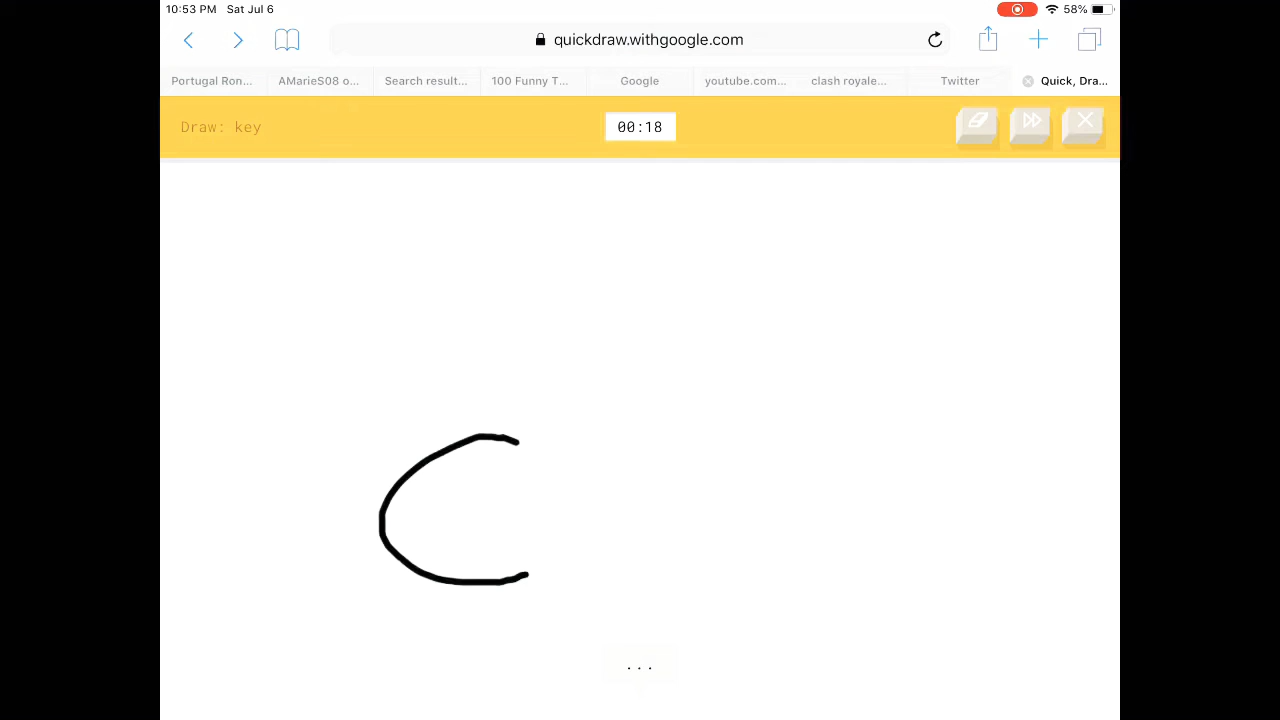 10:53 PM Sat Jul 6 58%
quickdraw.withgoogle.com
Portugal Ron... AMarieS08 o... Search result... 100 Funny T... Google youtube.com... clash royale... Twitter Quick, Dra...
Draw: key 00:18
...